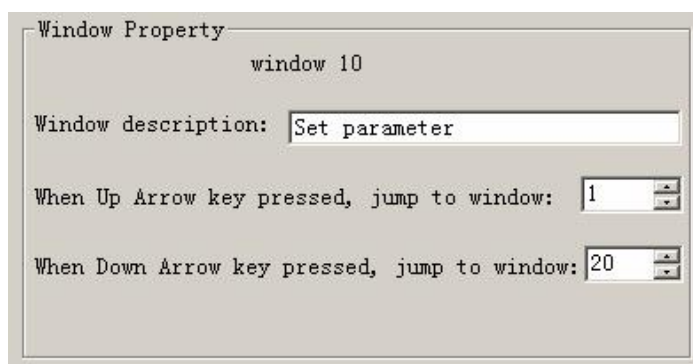 Window Property
window 10
Window description: Set parameter
When Up Arrow key pressed, jump to window: 1
When Down Arrow key pressed, jump to window: 20